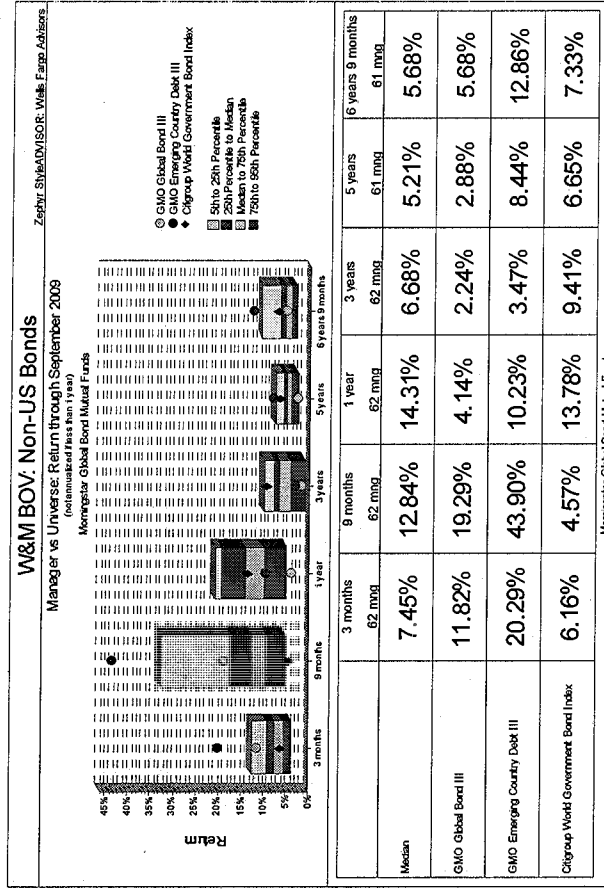 W&M BOV: Non-US Bonds
Zephyr StyleADVISOR: Wells Fargo Advisors
Manager vs Universe: Return through September 2009
(not annualized if less than 1 year)
Morningstar Global Bond Mutual Funds
Return
45%
40%
35%
30%
25%
20%
15%
10%
5%
0%
3 months
9 months
1 year
3 years
5 years
6 years 9 months
GMO Global Bond III
GMO Emerging Country Debt III
Citigroup World Government Bond Index
5th to 25th Percentile
25th Percentile to Median
Median to 75th Percentile
75th to 95th Percentile
3 months 9 months 1 year 3 years 5 years 6 years 9 months
62 mng 62 mng 62 mng 62 mng 61 mng 61 mng
Median 7.45% 12.84% 14.31% 6.68% 5.21% 5.68%
GMO Global Bond III 11.82% 19.29% 4.14% 2.24% 2.88% 5.68%
GMO Emerging Country Debt III 20.29% 43.90% 10.23% 3.47% 8.44% 12.86%
Citigroup World Government Bond Index 6.16% 4.57% 13.78% 9.41% 6.65% 7.33%